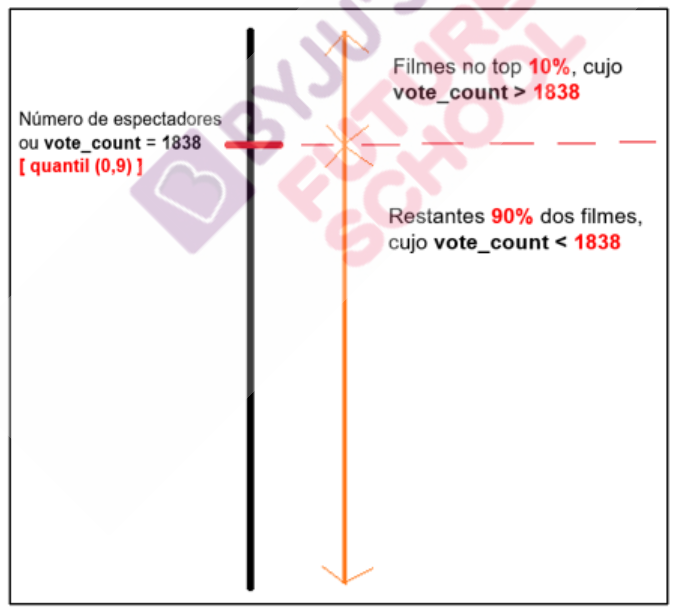 BYJU'S
FUTURE
SCHOOL
Filmes no top 10%, cujo
vote_count > 1838
Número de espectadores
ou vote_count = 1838
[ quantil (0,9) ]
Restantes 90% dos filmes,
cujo vote_count < 1838